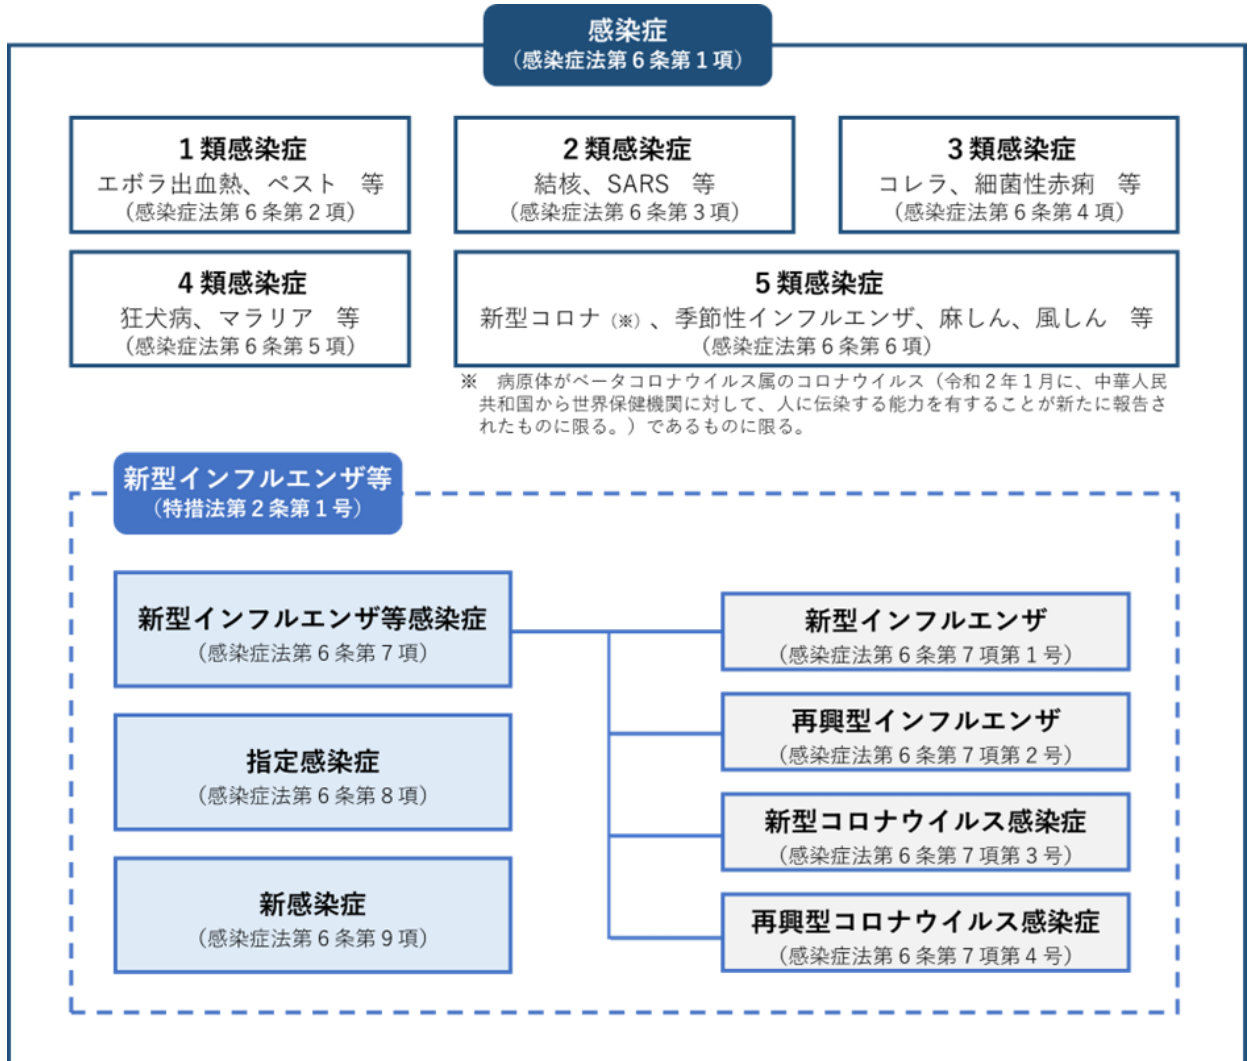 感染症
（感染症法第６条第１項）
１類感染症
エボラ出血熱、ペスト　等
（感染症法第６条第２項）
２類感染症
結核、SARS　等
（感染症法第６条第３項）
３類感染症
コレラ、細菌性赤痢　等
（感染症法第６条第４項）
４類感染症
狂犬病、マラリア　等
（感染症法第６条第５項）
５類感染症
新型コロナ（※）、季節性インフルエンザ、麻しん、風しん　等
（感染症法第６条第６項）
※　病原体がベータコロナウイルス属のコロナウイルス（令和２年１月に、中華人民
共和国から世界保健機関に対して、人に伝染する能力を有することが新たに報告さ
れたものに限る。）であるものに限る。
新型インフルエンザ等
（特措法第２条第１号）
新型インフルエンザ等感染症
（感染症法第６条第７項）
指定感染症
（感染症法第６条第８項）
新感染症
（感染症法第６条第９項）
新型インフルエンザ
（感染症法第６条第７項第１号）
再興型インフルエンザ
（感染症法第６条第７項第２号）
新型コロナウイルス感染症
（感染症法第６条第７項第３号）
再興型コロナウイルス感染症
（感染症法第６条第７項第４号）